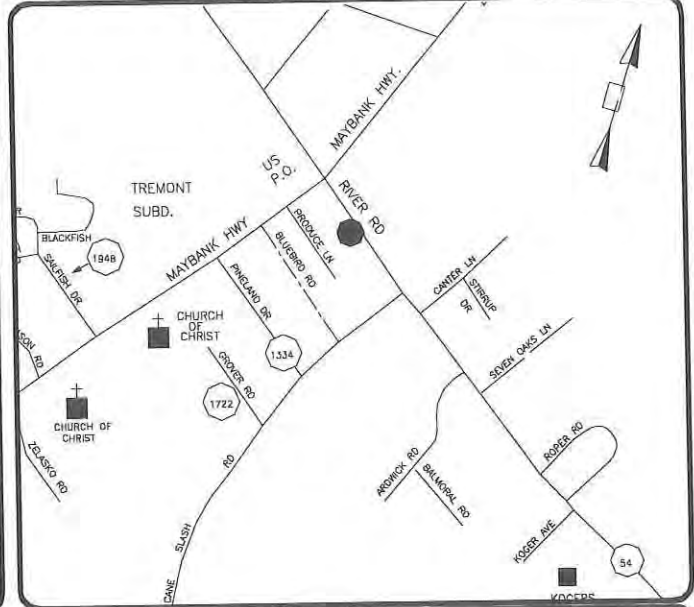 MAYBANK HWY.
US
P.O.
TREMONT
SUBD.
RIVER RD
BLACKFISH
1948
SAILFISH DR
MAYBANK HWY
PRODUCE LN
BLUEBIRD RD
PINELAND DR
CANTER LN
STIRRUP
DR
CHURCH
OF
CHRIST
1334
GROVER RD
SEVEN OAKS LN
1722
CHURCH OF
CHRIST
ZELASKO RD
ROPER RD
ARDWICK RD
BALMORAL RD
KOGER AVE
CANE SLASH RD
54